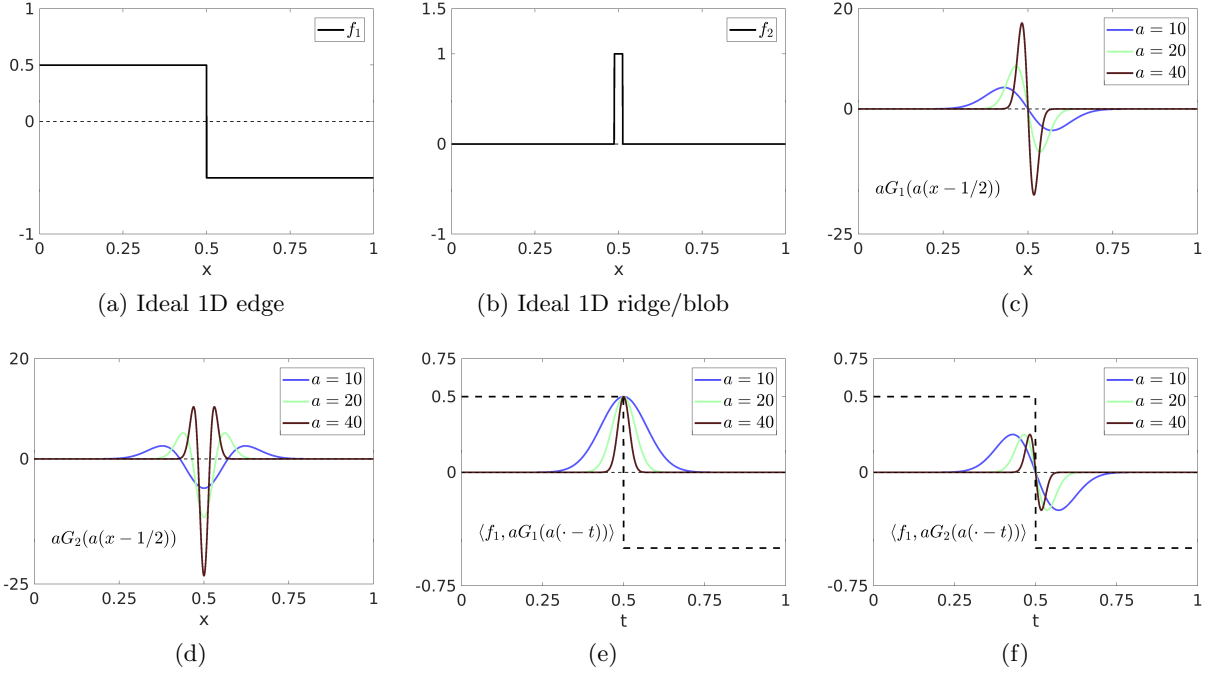 1
0.5
0
-1
0 0.25 0.5 0.75 1
x
f₁
(a) Ideal 1D edge
1.5
1
0
-1
0 0.25 0.5 0.75 1
x
f₂
(b) Ideal 1D ridge/blob
20
0
-25
0 0.25 0.5 0.75 1
x
a = 10
a = 20
a = 40
aG₁(a(x − 1/2))
(c)
20
0
-25
0 0.25 0.5 0.75 1
x
a = 10
a = 20
a = 40
aG₂(a(x − 1/2))
(d)
0.75
0.5
0
-0.75
0 0.25 0.5 0.75 1
t
a = 10
a = 20
a = 40
⟨f₁, aG₁(a(· − t))⟩
(e)
0.75
0.5
0
-0.75
0 0.25 0.5 0.75 1
t
a = 10
a = 20
a = 40
⟨f₁, aG₂(a(· − t))⟩
(f)